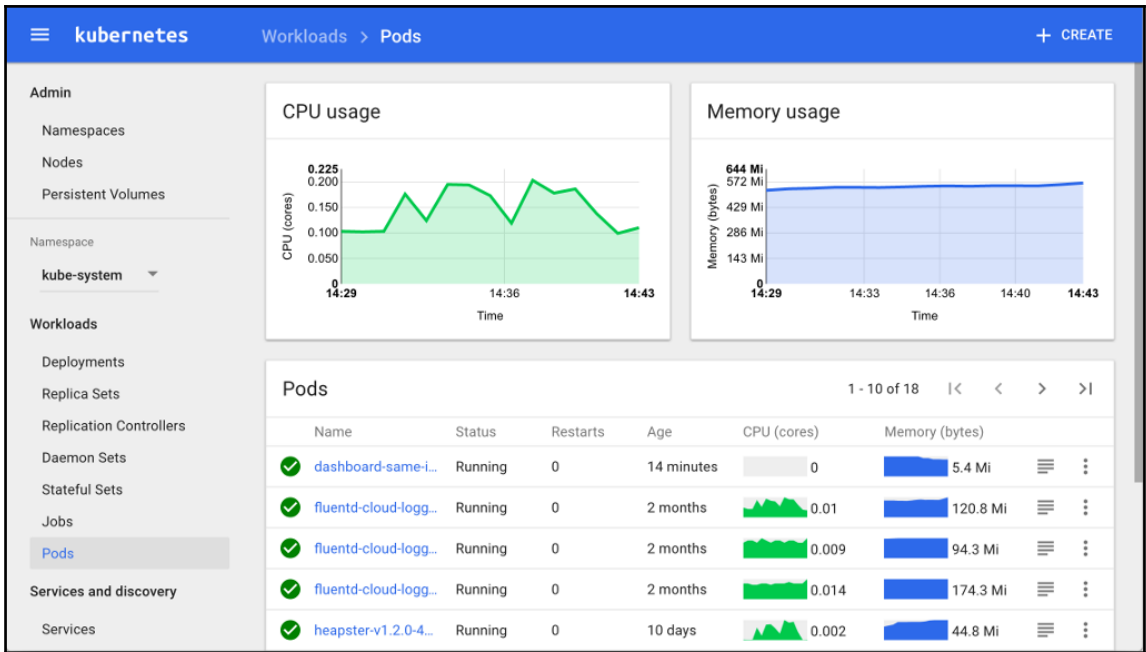 kubernetes Workloads > Pods + CREATE
Admin
Namespaces
Nodes
Persistent Volumes
Namespace
kube-system
Workloads
Deployments
Replica Sets
Replication Controllers
Daemon Sets
Stateful Sets
Jobs
Pods
Services and discovery
Services
CPU usage
CPU (cores)
0.225
0.200
0.150
0.100
0.050
0
14:29 14:36 14:43
Time
Memory usage
Memory (bytes)
644 Mi
572 Mi
429 Mi
286 Mi
143 Mi
0
14:29 14:33 14:36 14:40 14:43
Time
Pods 1 - 10 of 18
Name Status Restarts Age CPU (cores) Memory (bytes)
dashboard-same-i... Running 0 14 minutes 0 5.4 Mi
fluentd-cloud-logg... Running 0 2 months 0.01 120.8 Mi
fluentd-cloud-logg... Running 0 2 months 0.009 94.3 Mi
fluentd-cloud-logg... Running 0 2 months 0.014 174.3 Mi
heapster-v1.2.0-4... Running 0 10 days 0.002 44.8 Mi